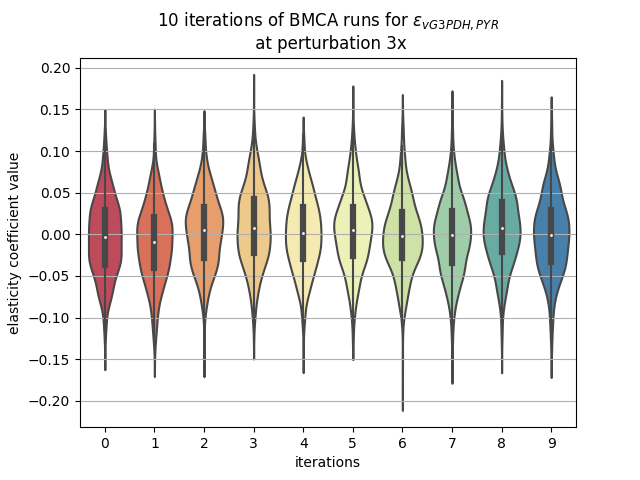 10 iterations of BMCA runs for ε_{vG3PDH,PYR}
at perturbation 3x
0.20
0.15
0.10
0.05
0.00
−0.05
−0.10
−0.15
−0.20
elasticity coefficient value
0 1 2 3 4 5 6 7 8 9
iterations